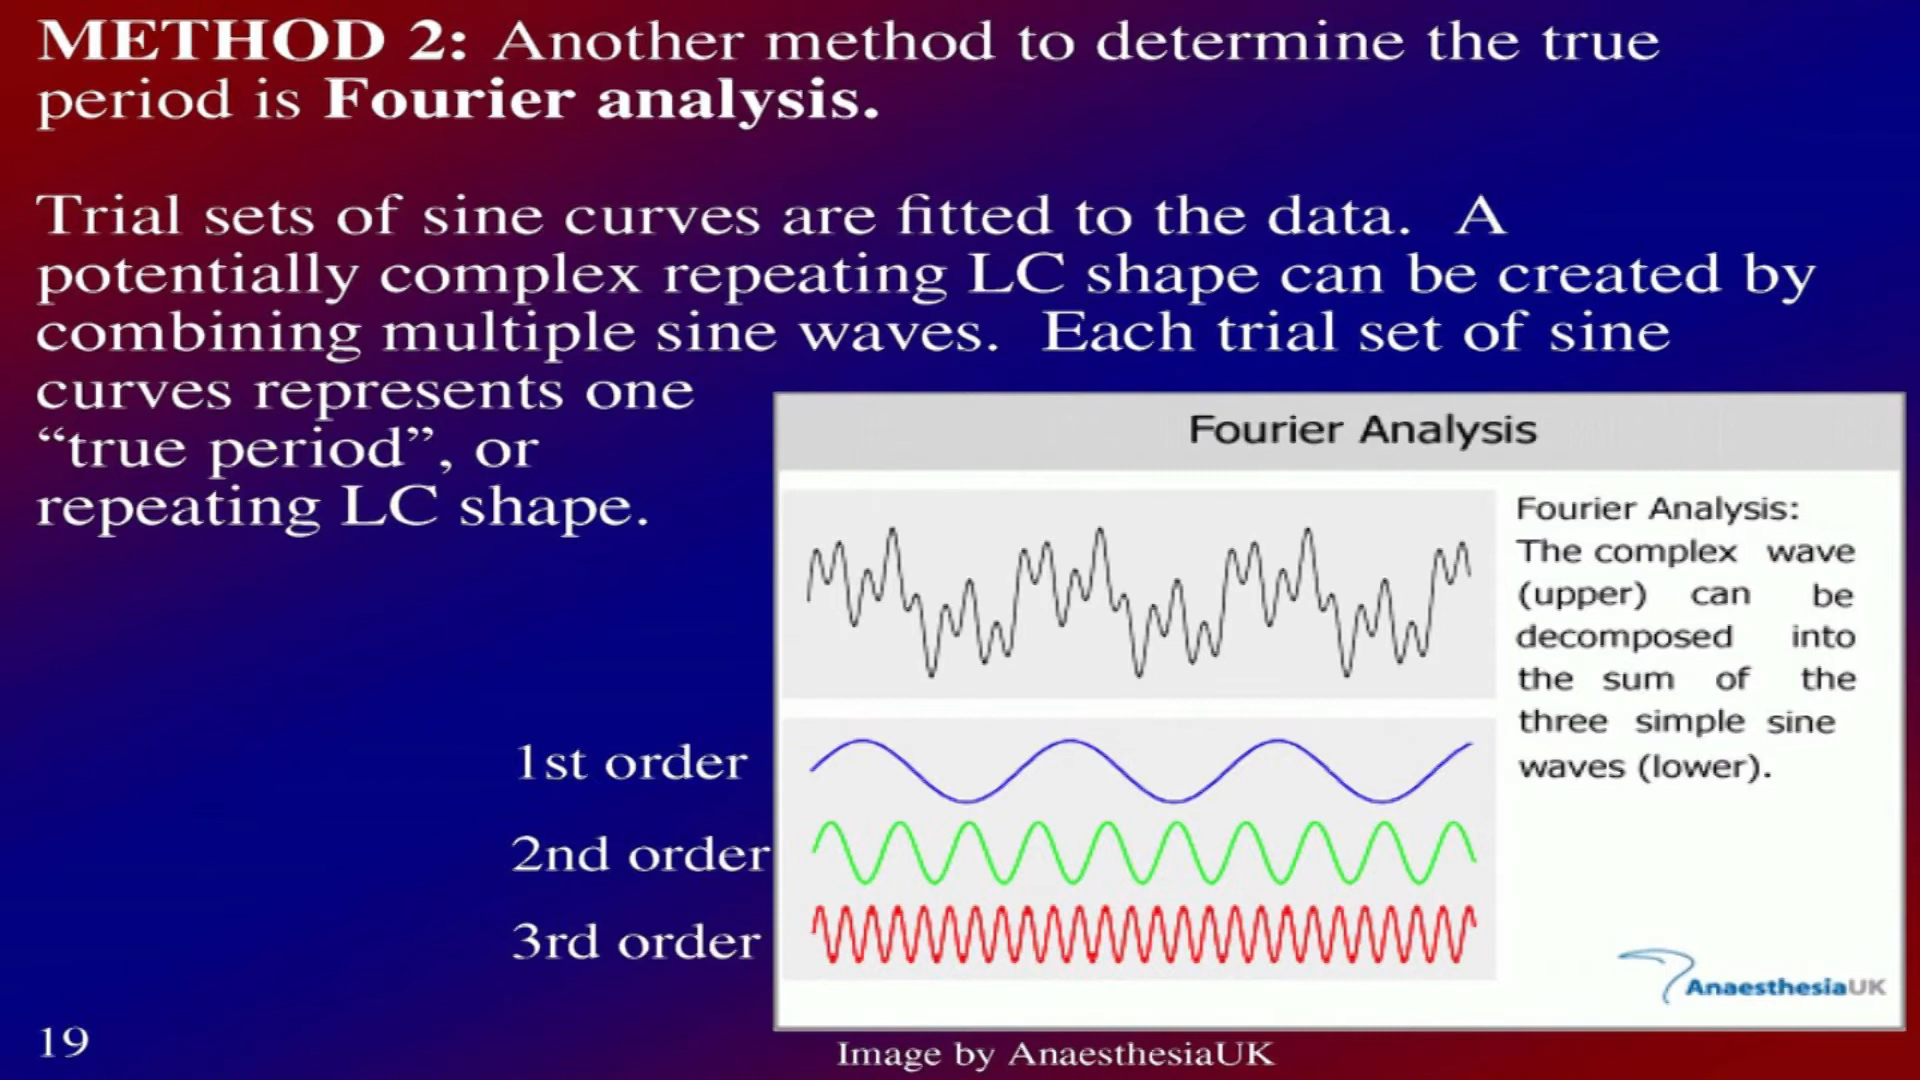 METHOD 2: Another method to determine the true
period is Fourier analysis.
Trial sets of sine curves are fitted to the data. A
potentially complex repeating LC shape can be created by
combining multiple sine waves. Each trial set of sine
curves represents one
“true period”, or
repeating LC shape.
Fourier Analysis
Fourier Analysis:
The complex wave
(upper) can be
decomposed into
the sum of the
three simple sine
waves (lower).
1st order
2nd order
3rd order
AnaesthesiaUK
19
Image by AnaesthesiaUK